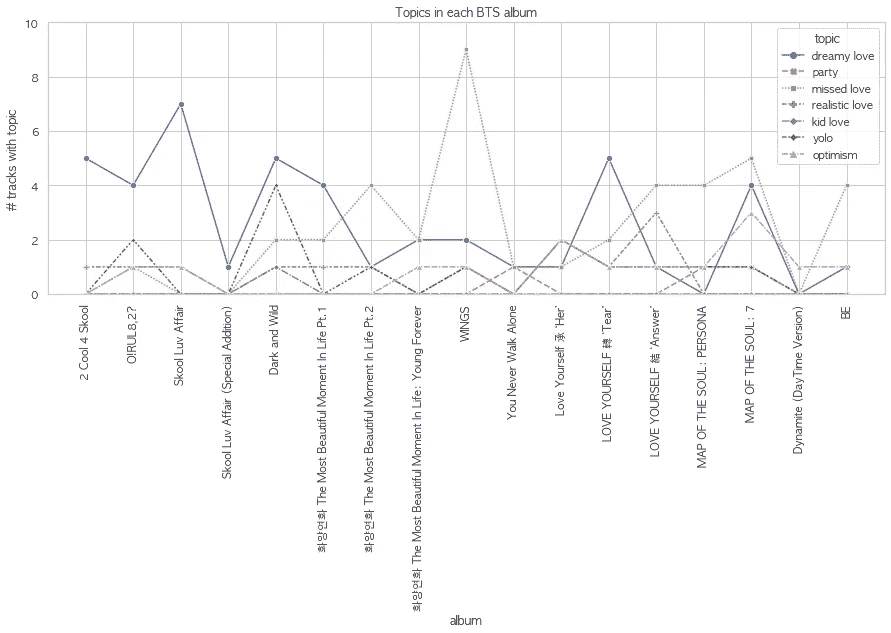 Topics in each BTS album
# tracks with topic
10
8
6
4
2
0
topic
dreamy love
party
missed love
realistic love
kid love
yolo
optimism
2 Cool 4 Skool
O!RUL8,2?
Skool Luv Affair
Skool Luv Affair (Special Addition)
Dark and Wild
화양연화 The Most Beautiful Moment In Life Pt.1
화양연화 The Most Beautiful Moment In Life Pt.2
화양연화 The Most Beautiful Moment In Life: Young Forever
WINGS
You Never Walk Alone
Love Yourself 承 'Her'
LOVE YOURSELF 轉 'Tear'
LOVE YOURSELF 結 'Answer'
MAP OF THE SOUL : PERSONA
MAP OF THE SOUL : 7
Dynamite (DayTime Version)
BE
album